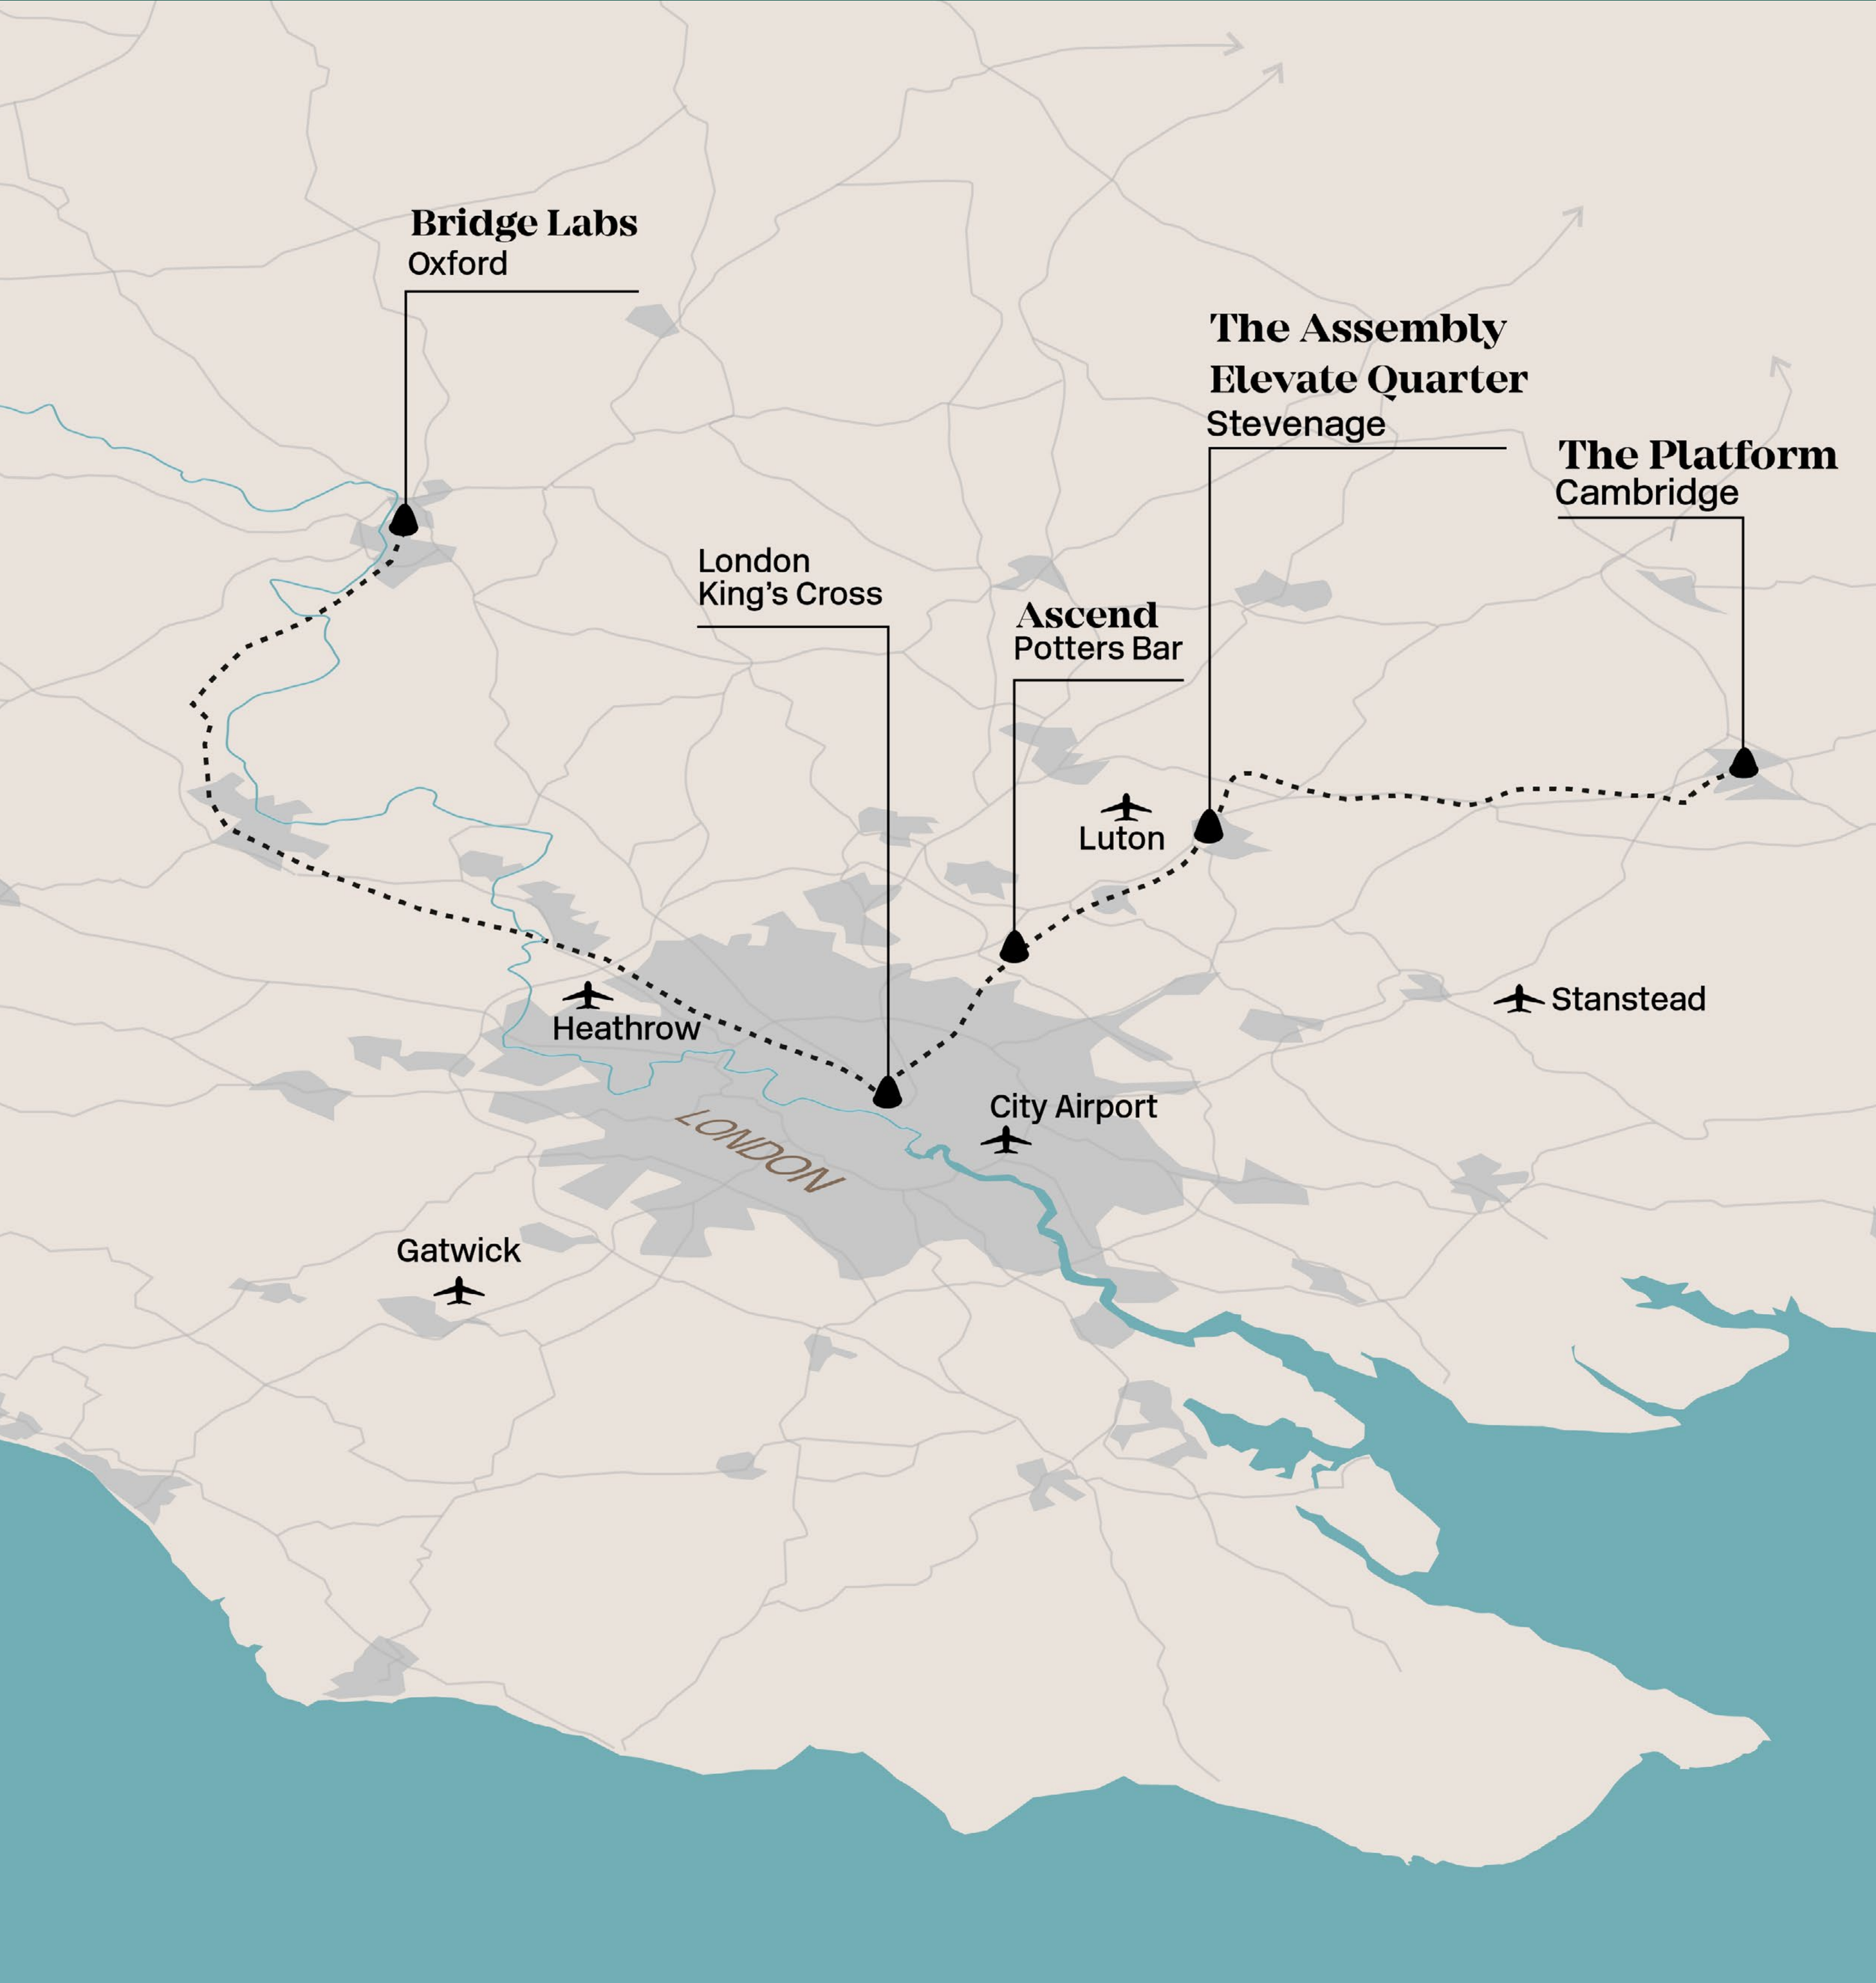 Bridge Labs
Oxford
The Assembly
Elevate Quarter
Stevenage
The Platform
Cambridge
London
King's Cross
Ascend
Potters Bar
Luton
Stanstead
Heathrow
City Airport
LONDON
Gatwick